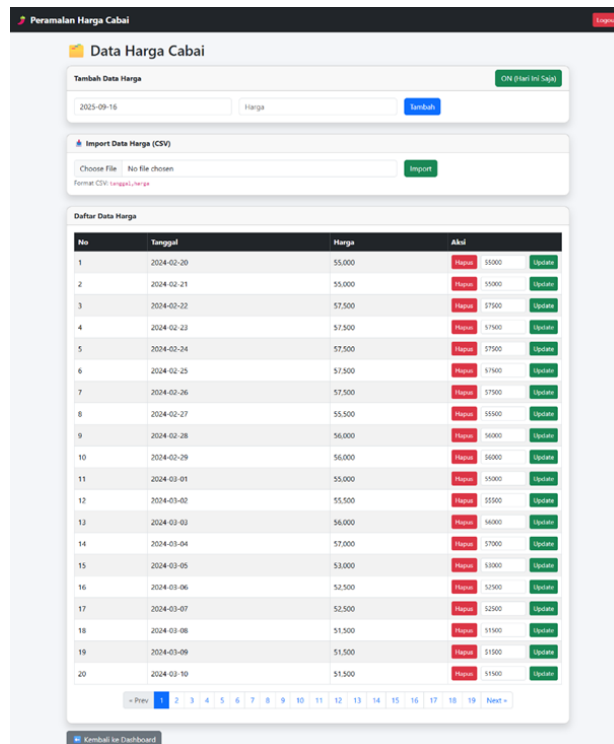 Peramalan Harga Cabai
Logout
Data Harga Cabai
Tambah Data Harga
ON (Hari Ini Saja)
2025-09-16 Harga Tambah
Import Data Harga (CSV)
Choose File No file chosen Import
Format CSV: tanggal,harga
Daftar Data Harga
No Tanggal Harga Aksi
1 2024-02-20 55,000 Hapus 55000 Update
2 2024-02-21 55,000 Hapus 55000 Update
3 2024-02-22 57,500 Hapus 57500 Update
4 2024-02-23 57,500 Hapus 57500 Update
5 2024-02-24 57,500 Hapus 57500 Update
6 2024-02-25 57,500 Hapus 57500 Update
7 2024-02-26 57,500 Hapus 57500 Update
8 2024-02-27 55,500 Hapus 55500 Update
9 2024-02-28 56,000 Hapus 56000 Update
10 2024-02-29 56,000 Hapus 56000 Update
11 2024-03-01 55,000 Hapus 55000 Update
12 2024-03-02 55,500 Hapus 55500 Update
13 2024-03-03 56,000 Hapus 56000 Update
14 2024-03-04 57,000 Hapus 57000 Update
15 2024-03-05 53,000 Hapus 53000 Update
16 2024-03-06 52,500 Hapus 52500 Update
17 2024-03-07 52,500 Hapus 52500 Update
18 2024-03-08 51,500 Hapus 51500 Update
19 2024-03-09 51,500 Hapus 51500 Update
20 2024-03-10 51,500 Hapus 51500 Update
« Prev 1 2 3 4 5 6 7 8 9 10 11 12 13 14 15 16 17 18 19 Next »
Kembali ke Dashboard